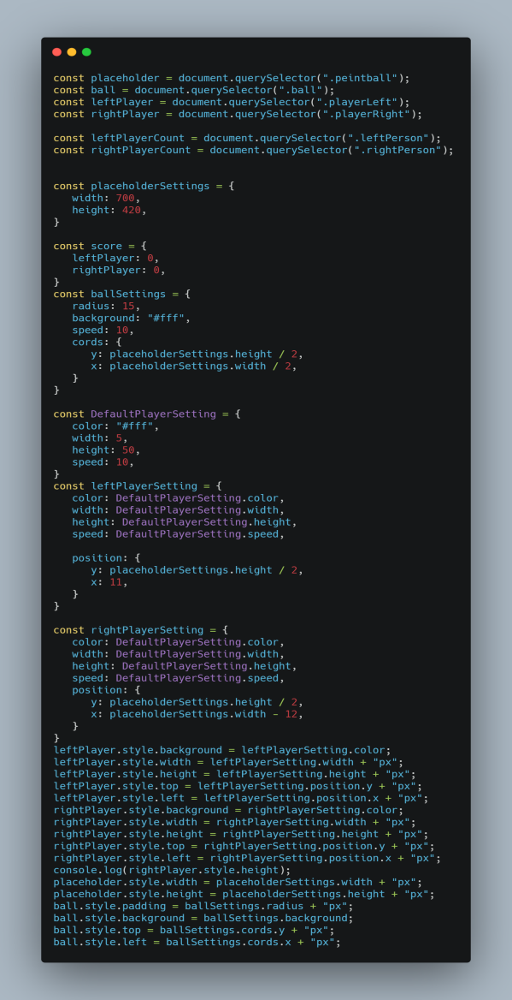 const placeholder = document.querySelector(".peintball");
const ball = document.querySelector(".ball");
const leftPlayer = document.querySelector(".playerLeft");
const rightPlayer = document.querySelector(".playerRight");

const leftPlayerCount = document.querySelector(".leftPerson");
const rightPlayerCount = document.querySelector(".rightPerson");


const placeholderSettings = {
   width: 700,
   height: 420,
}

const score = {
   leftPlayer: 0,
   rightPlayer: 0,
}
const ballSettings = {
   radius: 15,
   background: "#fff",
   speed: 10,
   cords: {
      y: placeholderSettings.height / 2,
      x: placeholderSettings.width / 2,
   }
}

const DefaultPlayerSetting = {
   color: "#fff",
   width: 5,
   height: 50,
   speed: 10,
}
const leftPlayerSetting = {
   color: DefaultPlayerSetting.color,
   width: DefaultPlayerSetting.width,
   height: DefaultPlayerSetting.height,
   speed: DefaultPlayerSetting.speed,

   position: {
      y: placeholderSettings.height / 2,
      x: 11,
   }
}

const rightPlayerSetting = {
   color: DefaultPlayerSetting.color,
   width: DefaultPlayerSetting.width,
   height: DefaultPlayerSetting.height,
   speed: DefaultPlayerSetting.speed,
   position: {
      y: placeholderSettings.height / 2,
      x: placeholderSettings.width - 12,
   }
}
leftPlayer.style.background = leftPlayerSetting.color;
leftPlayer.style.width = leftPlayerSetting.width + "px";
leftPlayer.style.height = leftPlayerSetting.height + "px";
leftPlayer.style.top = leftPlayerSetting.position.y + "px";
leftPlayer.style.left = leftPlayerSetting.position.x + "px";
rightPlayer.style.background = rightPlayerSetting.color;
rightPlayer.style.width = rightPlayerSetting.width + "px";
rightPlayer.style.height = rightPlayerSetting.height + "px";
rightPlayer.style.top = rightPlayerSetting.position.y + "px";
rightPlayer.style.left = rightPlayerSetting.position.x + "px";
console.log(rightPlayer.style.height);
placeholder.style.width = placeholderSettings.width + "px";
placeholder.style.height = placeholderSettings.height + "px";
ball.style.padding = ballSettings.radius + "px";
ball.style.background = ballSettings.background;
ball.style.top = ballSettings.cords.y + "px";
ball.style.left = ballSettings.cords.x + "px";